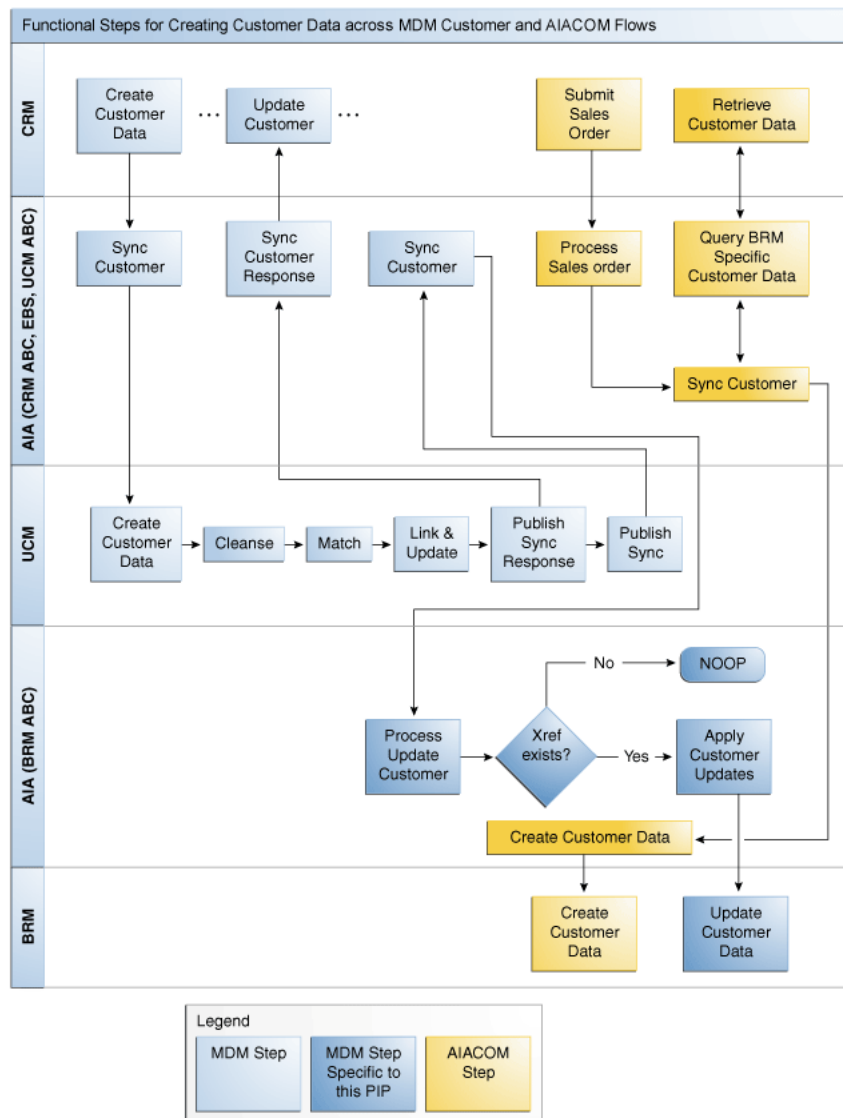 Functional Steps for Creating Customer Data across MDM Customer and AIACOM Flows
CRM
Create
Customer
Data
...
Update
Customer
...
Submit
Sales
Order
Retrieve
Customer Data
AIA (CRM ABC, EBS, UCM ABC)
Sync
Customer
Sync
Customer
Response
Sync
Customer
Process
Sales order
Query BRM
Specific
Customer Data
Sync Customer
UCM
Create
Customer
Data
Cleanse
Match
Link &
Update
Publish
Sync
Response
Publish
Sync
AIA (BRM ABC)
No
NOOP
Process
Update
Customer
Xref
exists?
Yes
Apply
Customer
Updates
Create Customer Data
BRM
Create
Customer
Data
Update
Customer
Data
Legend
MDM Step
MDM Step
Specific to
this PIP
AIACOM
Step